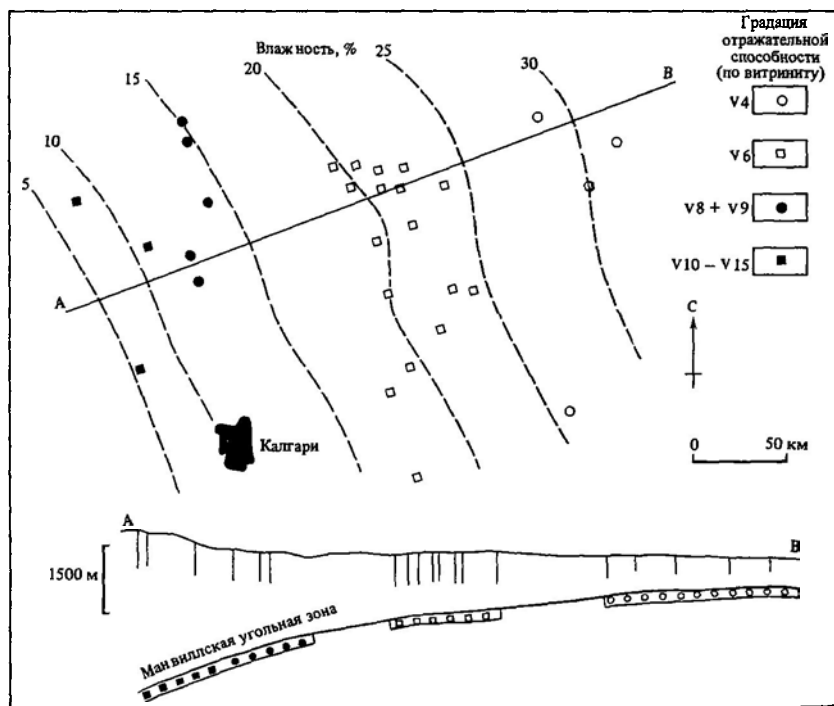 Градация
отражательной
способности
(по витриниту)
V4
V6
V8 + V9
V10 – V15
Влажность, %
5
10
15
20
25
30
А
В
Калгари
С
0 50 км
А
В
1500 м
Манвиллская угольная зона